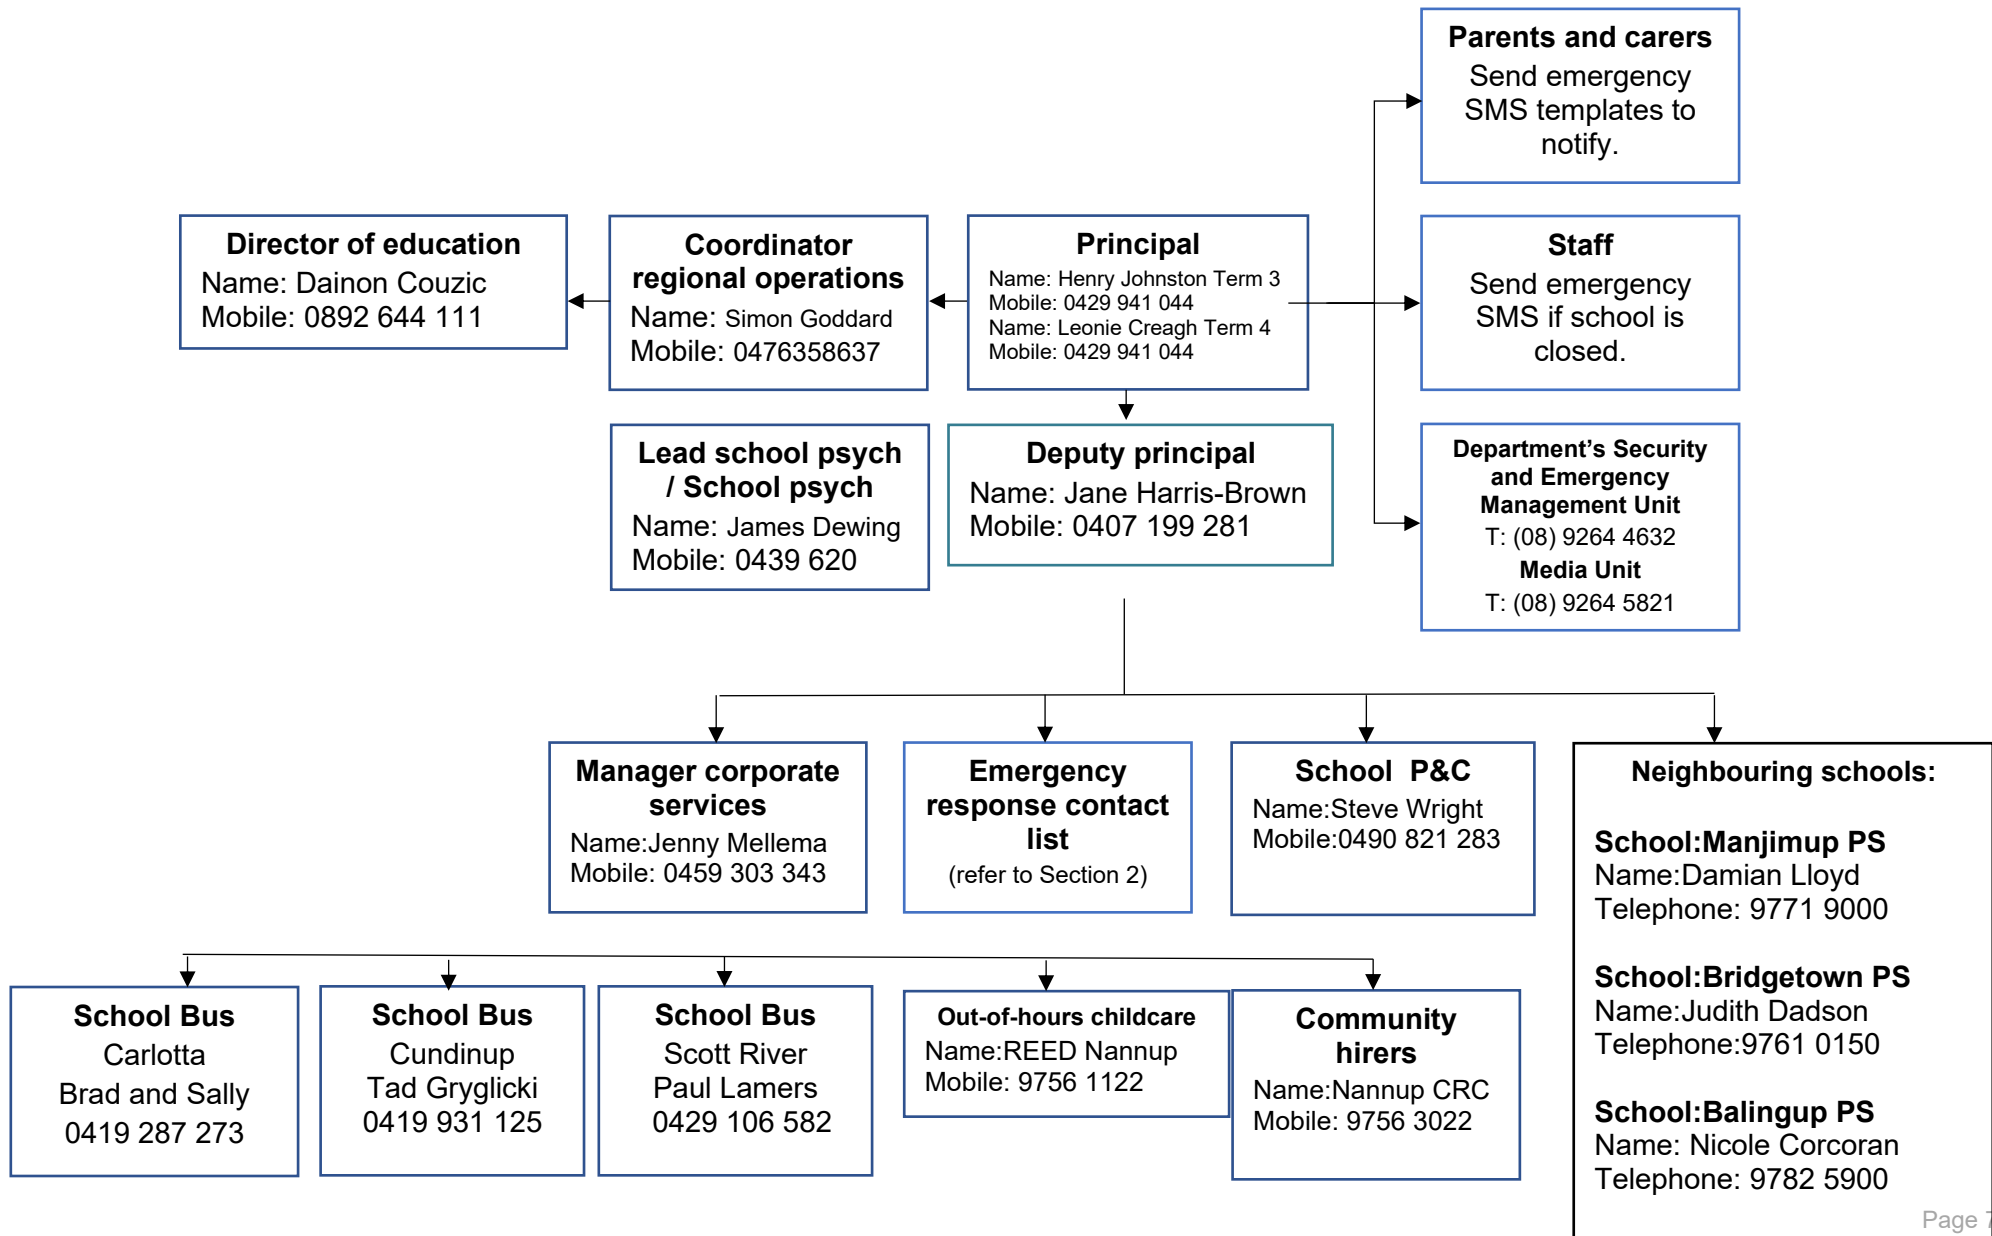 Parents and carers
Send emergency
SMS templates to
notify.
Director of education
Name: Dainon Couzic
Mobile: 0892 644 111
Coordinator
regional operations
Name: Simon Goddard
Mobile: 0476358637
Principal
Name: Henry Johnston Term 3
Mobile: 0429 941 044
Name: Leonie Creagh Term 4
Mobile: 0429 941 044
Staff
Send emergency
SMS if school is
closed.
Lead school psych
/ School psych
Name: James Dewing
Mobile: 0439 620
Deputy principal
Name: Jane Harris-Brown
Mobile: 0407 199 281
Department’s Security
and Emergency
Management Unit
T: (08) 9264 4632
Media Unit
T: (08) 9264 5821
Manager corporate
services
Name:Jenny Mellema
Mobile: 0459 303 343
Emergency
response contact
list
(refer to Section 2)
School P&C
Name:Steve Wright
Mobile:0490 821 283
Neighbouring schools:
School:Manjimup PS
Name:Damian Lloyd
Telephone: 9771 9000
School:Bridgetown PS
Name:Judith Dadson
Telephone:9761 0150
School:Balingup PS
Name: Nicole Corcoran
Telephone: 9782 5900
School Bus
Carlotta
Brad and Sally
0419 287 273
School Bus
Cundinup
Tad Gryglicki
0419 931 125
School Bus
Scott River
Paul Lamers
0429 106 582
Out-of-hours childcare
Name:REED Nannup
Mobile: 9756 1122
Community
hirers
Name:Nannup CRC
Mobile: 9756 3022
Page 7